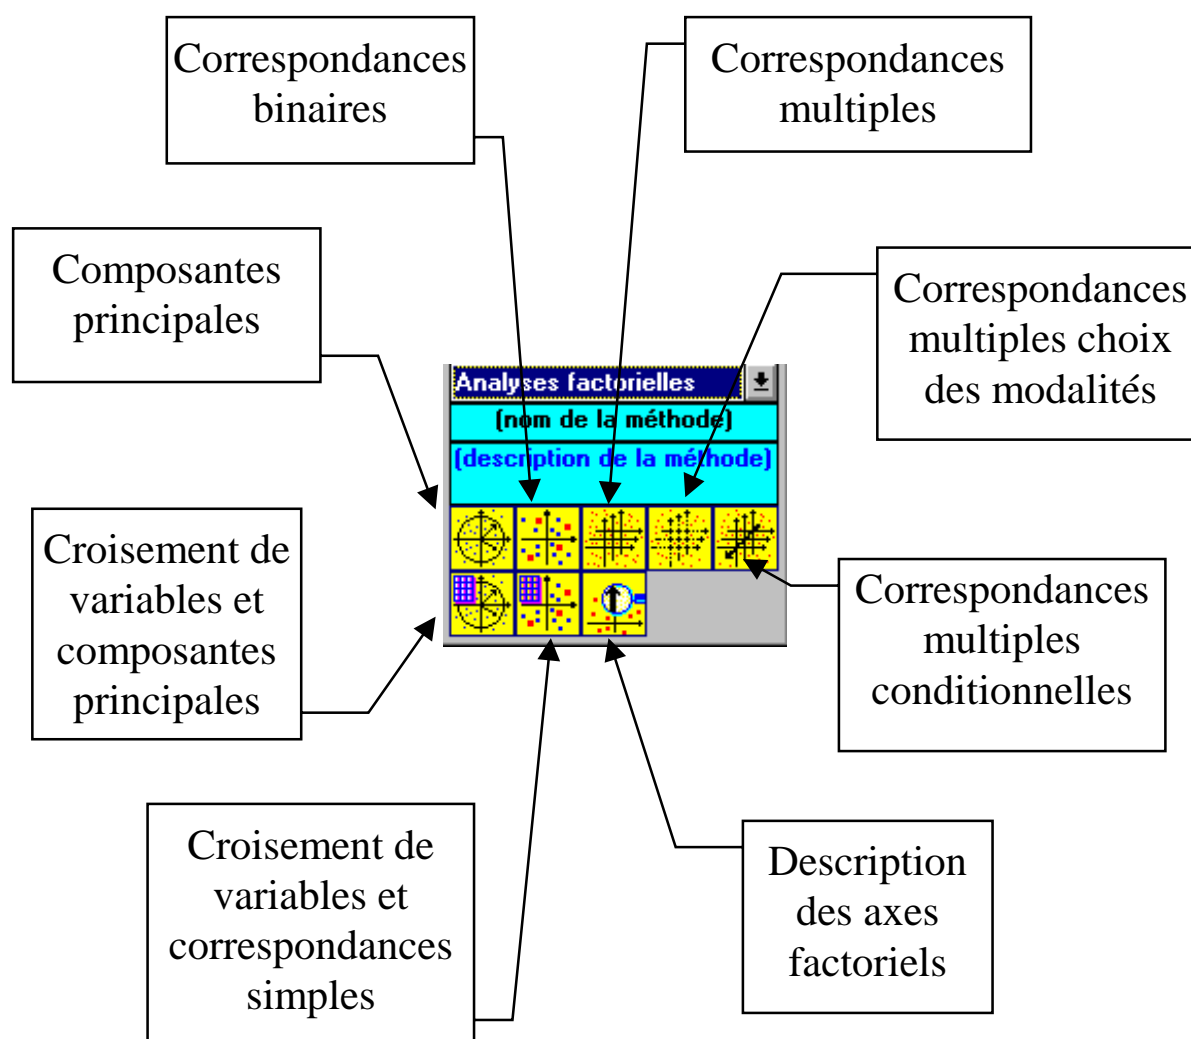 Correspondances
binaires
Correspondances
multiples
Composantes
principales
Correspondances
multiples choix
des modalités
Analyses factorielles
(nom de la méthode)
(description de la méthode)
Croisement de
variables et
composantes
principales
Correspondances
multiples
conditionnelles
Croisement de
variables et
correspondances
simples
Description
des axes
factoriels